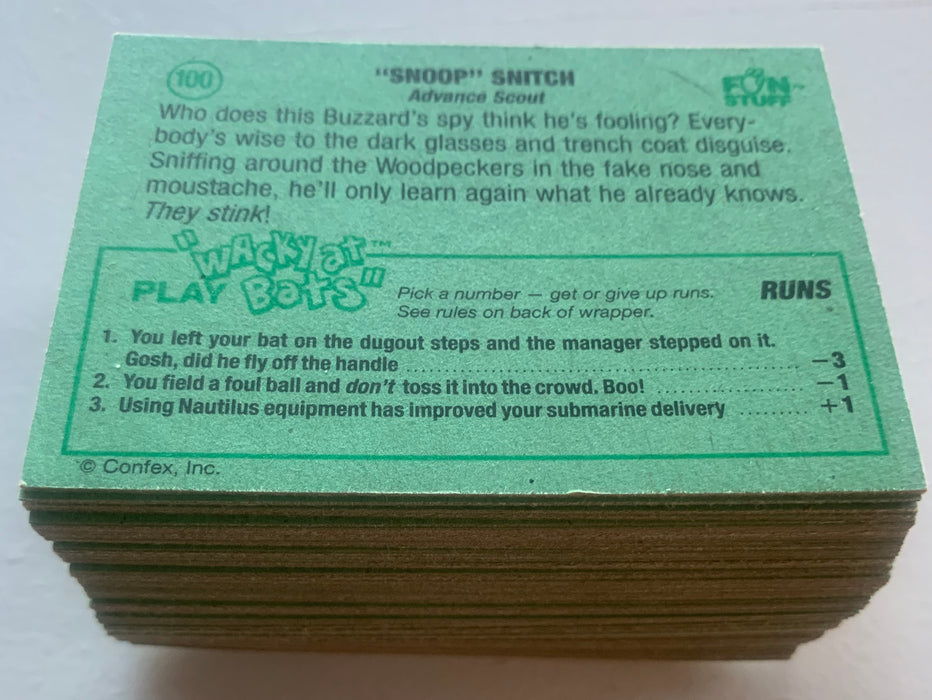 100
"SNOOP" SNITCH
Advance Scout
FUN™
STUFF
Who does this Buzzard's spy think he's fooling? Every-
body's wise to the dark glasses and trench coat disguise.
Sniffing around the Woodpeckers in the fake nose and
moustache, he'll only learn again what he already knows.
They stink!
PLAY "WACKY at Bats"™
Pick a number — get or give up runs.
See rules on back of wrapper.
RUNS
1. You left your bat on the dugout steps and the manager stepped on it.
Gosh, did he fly off the handle .......... −3
2. You field a foul ball and don't toss it into the crowd. Boo! .......... −1
3. Using Nautilus equipment has improved your submarine delivery .......... +1
© Confex, Inc.